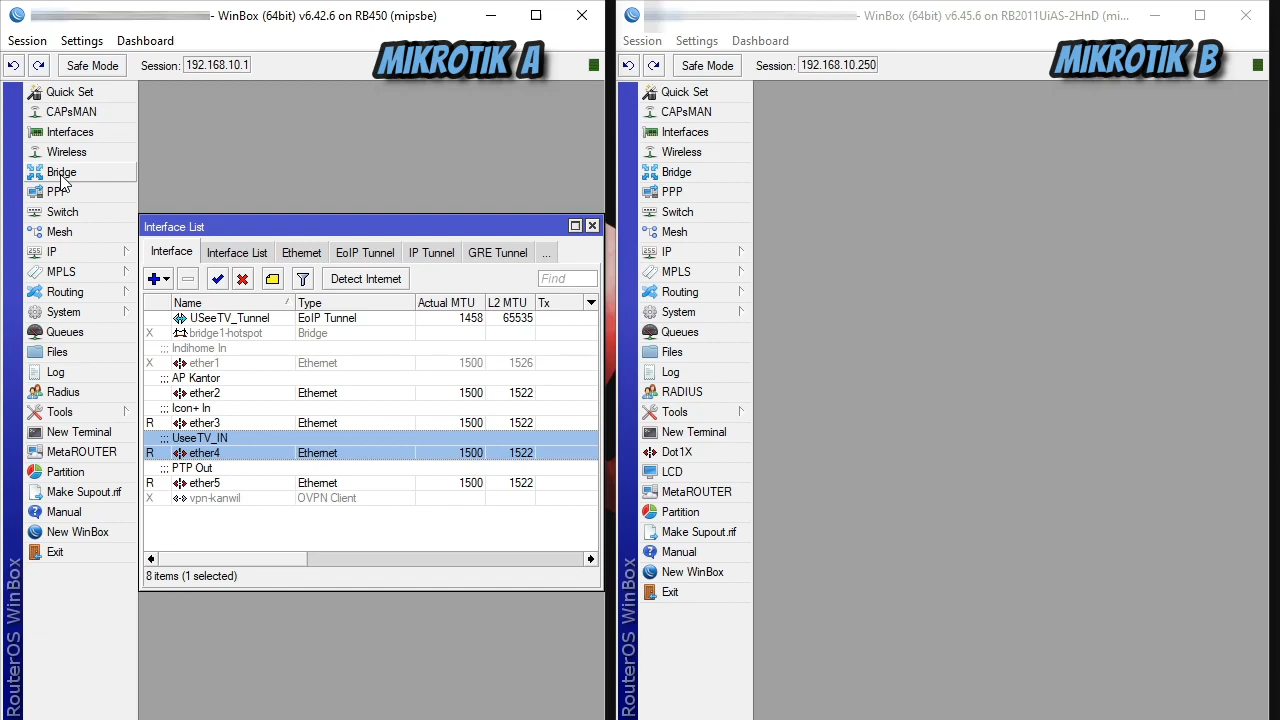 - WinBox (64bit) v6.42.6 on RB450 (mipsbe)
Session Settings Dashboard
MIKROTIK A
Safe Mode Session: 192.168.10.1
Quick Set
CAPsMAN
Interfaces
Wireless
Bridge
PPP
Switch
Mesh
IP
MPLS
Routing
System
Queues
Files
Log
Radius
Tools
New Terminal
MetaROUTER
Partition
Make Supout.rif
Manual
New WinBox
Exit
RouterOS WinBox
Interface List
Interface Interface List Ethernet EoIP Tunnel IP Tunnel GRE Tunnel ...
Detect Internet Find
Name Type Actual MTU L2 MTU Tx
USeeTV_Tunnel EoIP Tunnel 1458 65535
X bridge1-hotspot Bridge
;;; Indihome In
X ether1 Ethernet 1500 1526
;;; AP Kantor
ether2 Ethernet 1500 1522
;;; Icon+ In
R ether3 Ethernet 1500 1522
;;; UseeTV_IN
R ether4 Ethernet 1500 1522
;;; PTP Out
R ether5 Ethernet 1500 1522
X vpn-kanwil OVPN Client
8 items (1 selected)
- WinBox (64bit) v6.45.6 on RB2011UiAS-2HnD (mi...
Session Settings Dashboard
MIKROTIK B
Safe Mode Session: 192.168.10.250
Quick Set
CAPsMAN
Interfaces
Wireless
Bridge
PPP
Switch
Mesh
IP
MPLS
Routing
System
Queues
Files
Log
RADIUS
Tools
New Terminal
Dot1X
LCD
MetaROUTER
Partition
Make Supout.rif
Manual
New WinBox
Exit
RouterOS WinBox